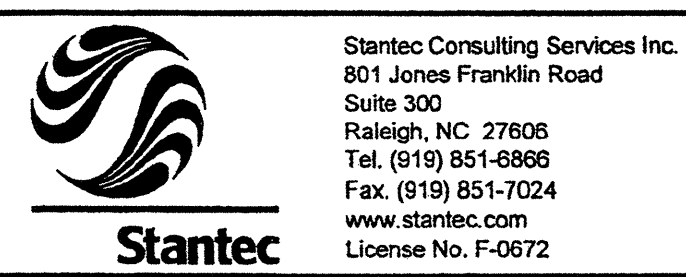 Stantec
Stantec Consulting Services Inc.
801 Jones Franklin Road
Suite 300
Raleigh, NC 27606
Tel. (919) 851-6866
Fax. (919) 851-7024
www.stantec.com
License No. F-0672